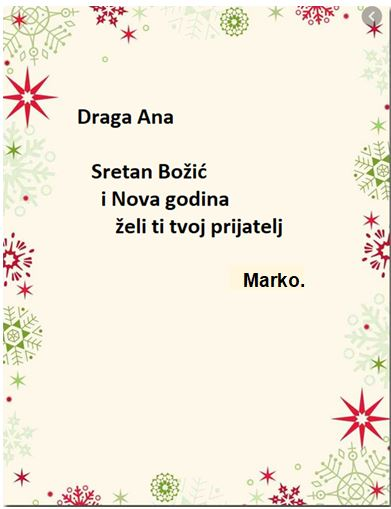 Draga Ana
Sretan Božić
i Nova godina
želi ti tvoj prijatelj
Marko.